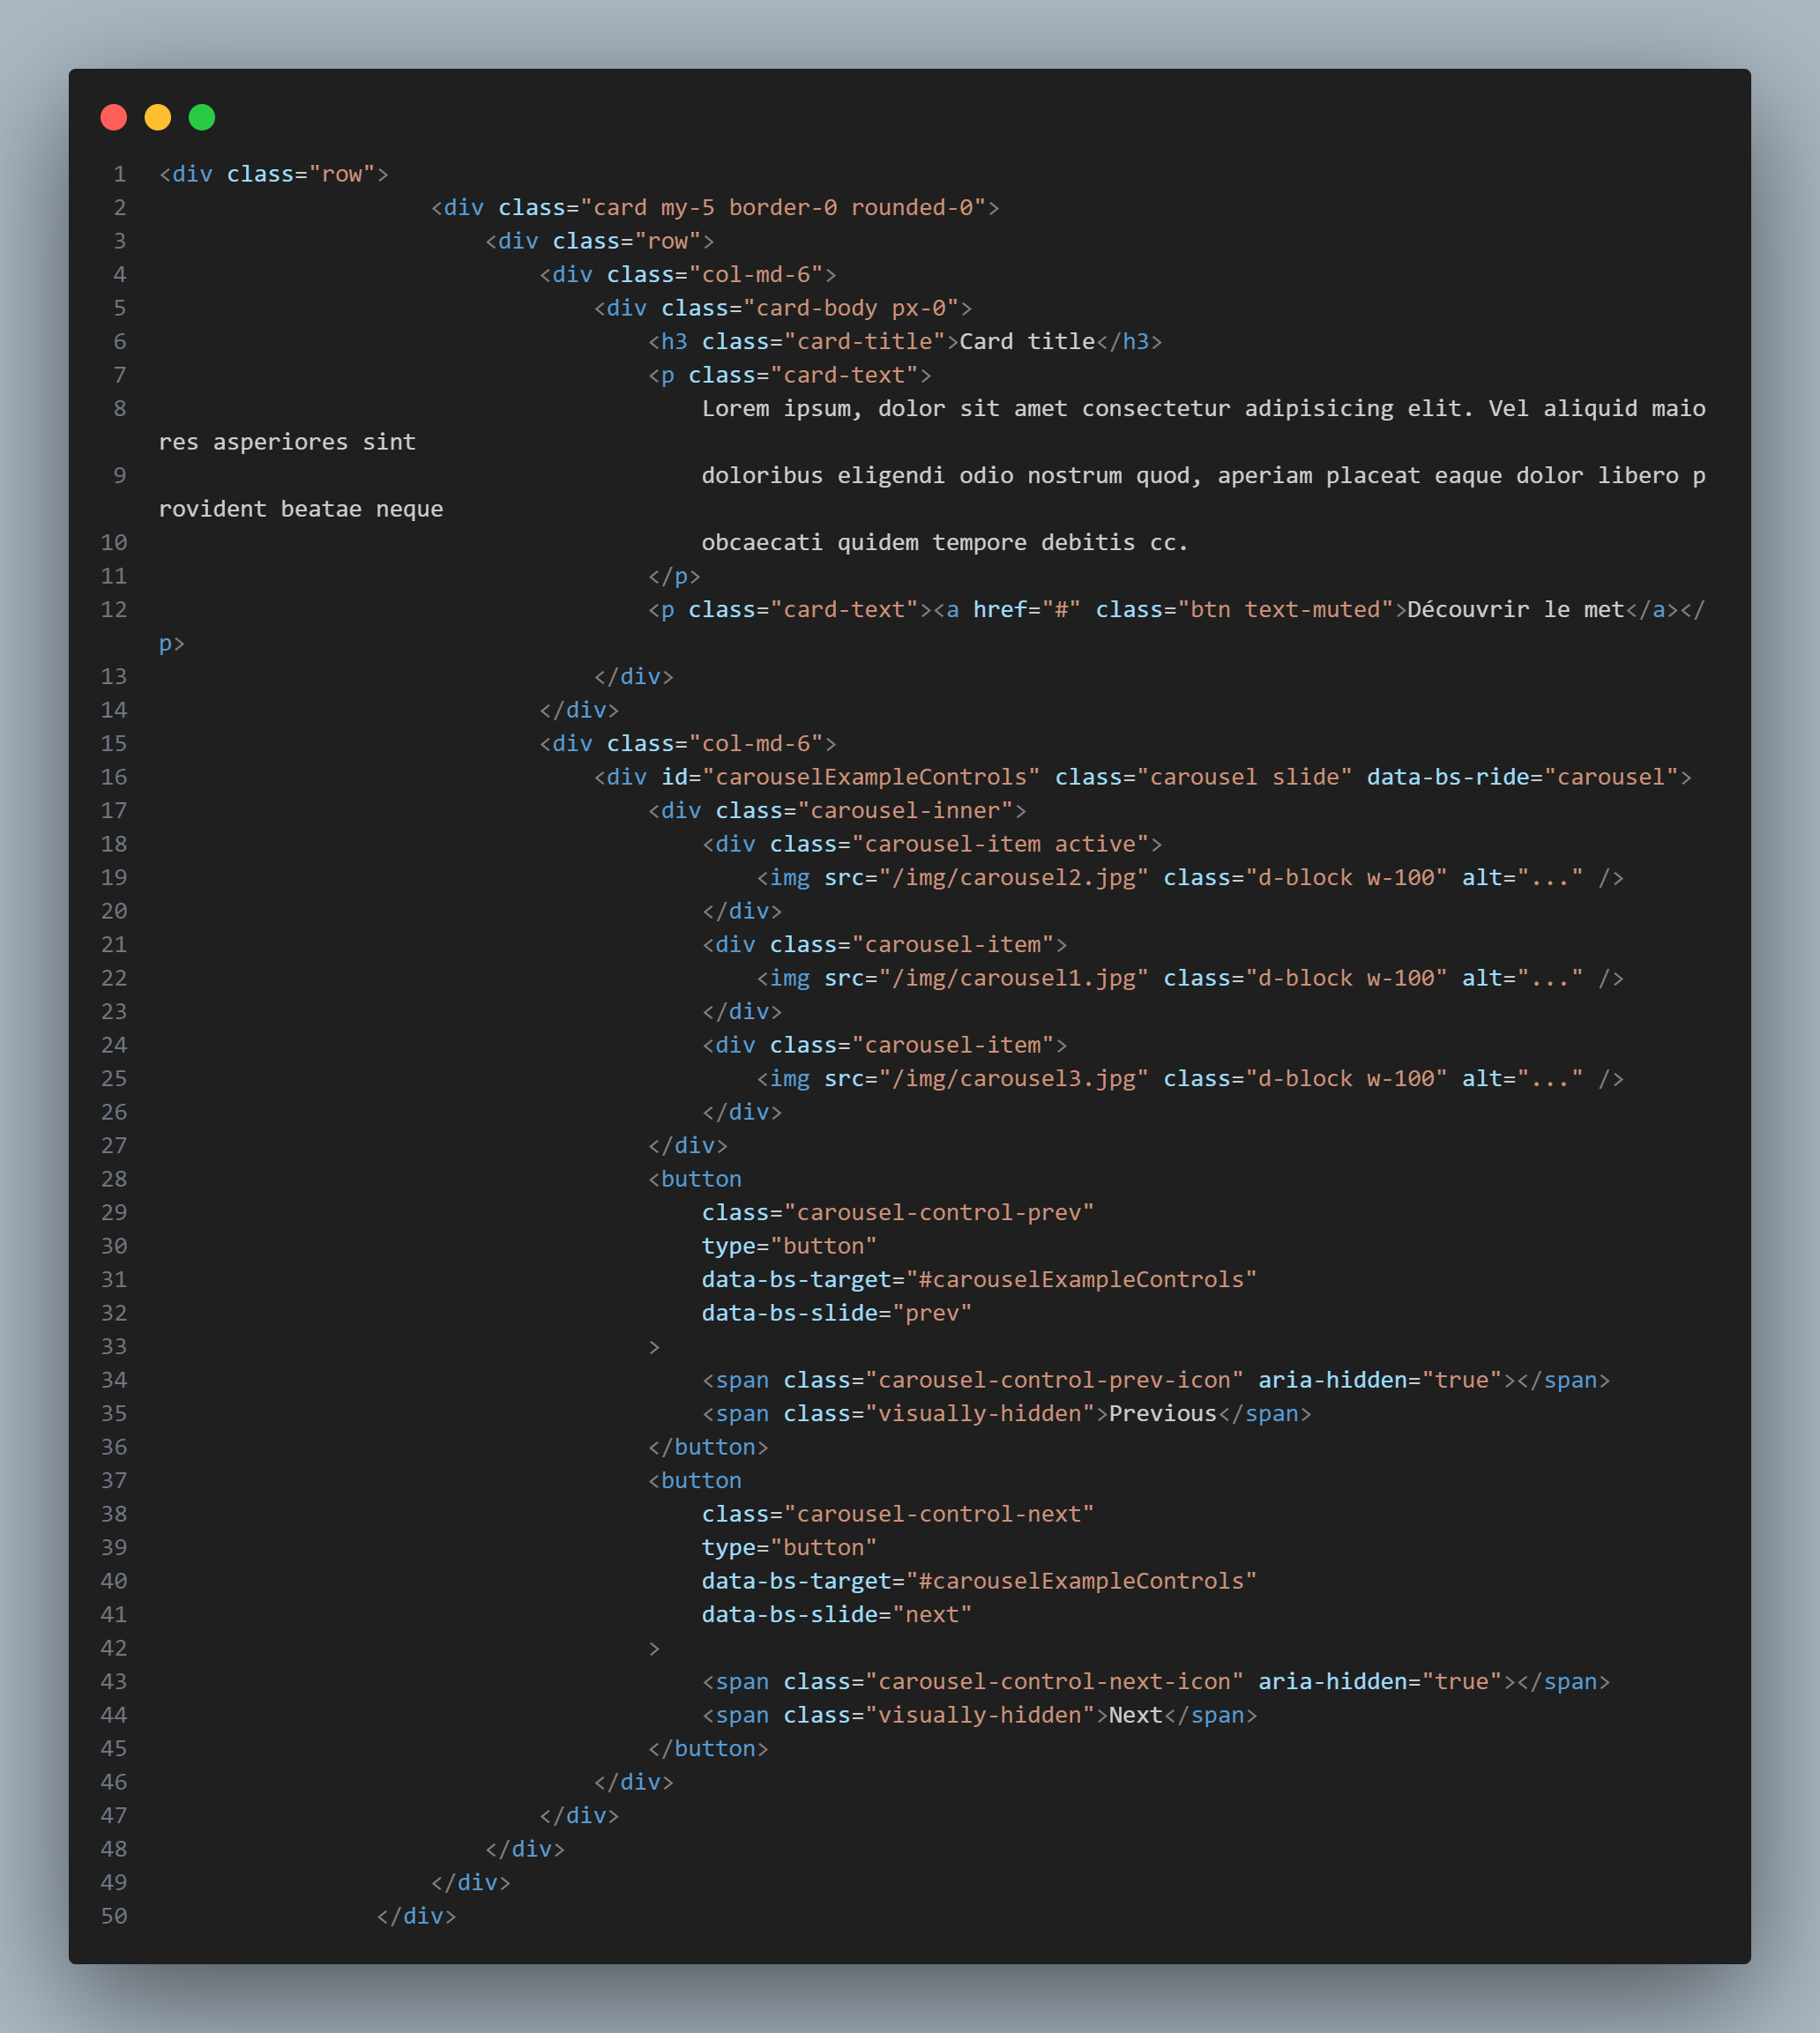 1 <div class="row">
2 <div class="card my-5 border-0 rounded-0">
3 <div class="row">
4 <div class="col-md-6">
5 <div class="card-body px-0">
6 <h3 class="card-title">Card title</h3>
7 <p class="card-text">
8 Lorem ipsum, dolor sit amet consectetur adipisicing elit. Vel aliquid maio
res asperiores sint
9 doloribus eligendi odio nostrum quod, aperiam placeat eaque dolor libero p
rovident beatae neque
10 obcaecati quidem tempore debitis cc.
11 </p>
12 <p class="card-text"><a href="#" class="btn text-muted">Découvrir le met</a></
p>
13 </div>
14 </div>
15 <div class="col-md-6">
16 <div id="carouselExampleControls" class="carousel slide" data-bs-ride="carousel">
17 <div class="carousel-inner">
18 <div class="carousel-item active">
19 <img src="/img/carousel2.jpg" class="d-block w-100" alt="..." />
20 </div>
21 <div class="carousel-item">
22 <img src="/img/carousel1.jpg" class="d-block w-100" alt="..." />
23 </div>
24 <div class="carousel-item">
25 <img src="/img/carousel3.jpg" class="d-block w-100" alt="..." />
26 </div>
27 </div>
28 <button
29 class="carousel-control-prev"
30 type="button"
31 data-bs-target="#carouselExampleControls"
32 data-bs-slide="prev"
33 >
34 <span class="carousel-control-prev-icon" aria-hidden="true"></span>
35 <span class="visually-hidden">Previous</span>
36 </button>
37 <button
38 class="carousel-control-next"
39 type="button"
40 data-bs-target="#carouselExampleControls"
41 data-bs-slide="next"
42 >
43 <span class="carousel-control-next-icon" aria-hidden="true"></span>
44 <span class="visually-hidden">Next</span>
45 </button>
46 </div>
47 </div>
48 </div>
49 </div>
50 </div>